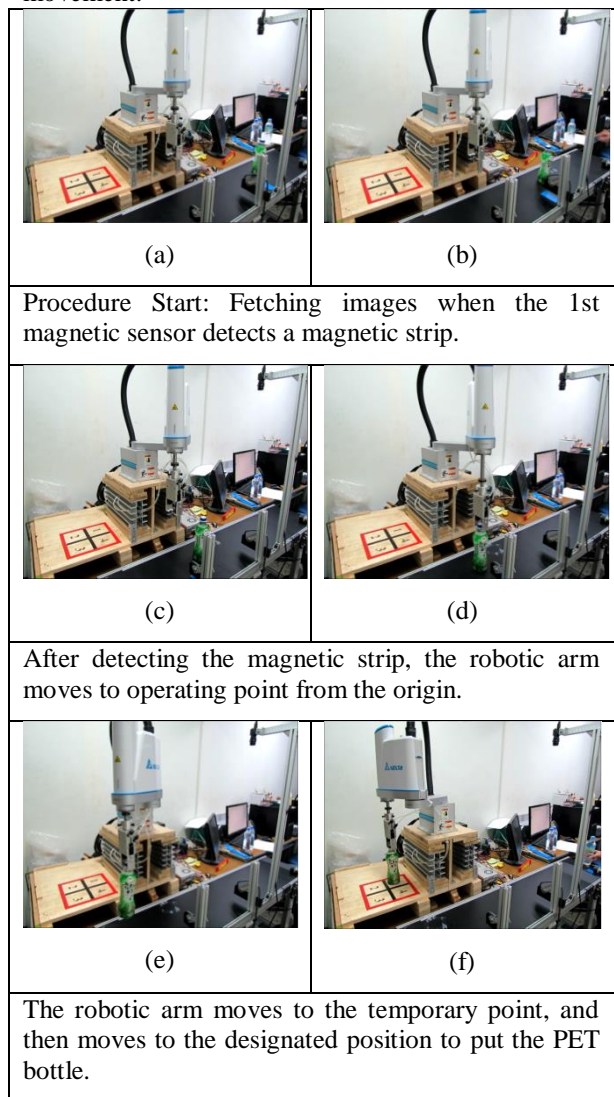 movement.
(a) (b)
Procedure Start: Fetching images when the 1st
magnetic sensor detects a magnetic strip.
(c) (d)
After detecting the magnetic strip, the robotic arm
moves to operating point from the origin.
DELTA
DELTA
(e) (f)
The robotic arm moves to the temporary point, and
then moves to the designated position to put the PET
bottle.